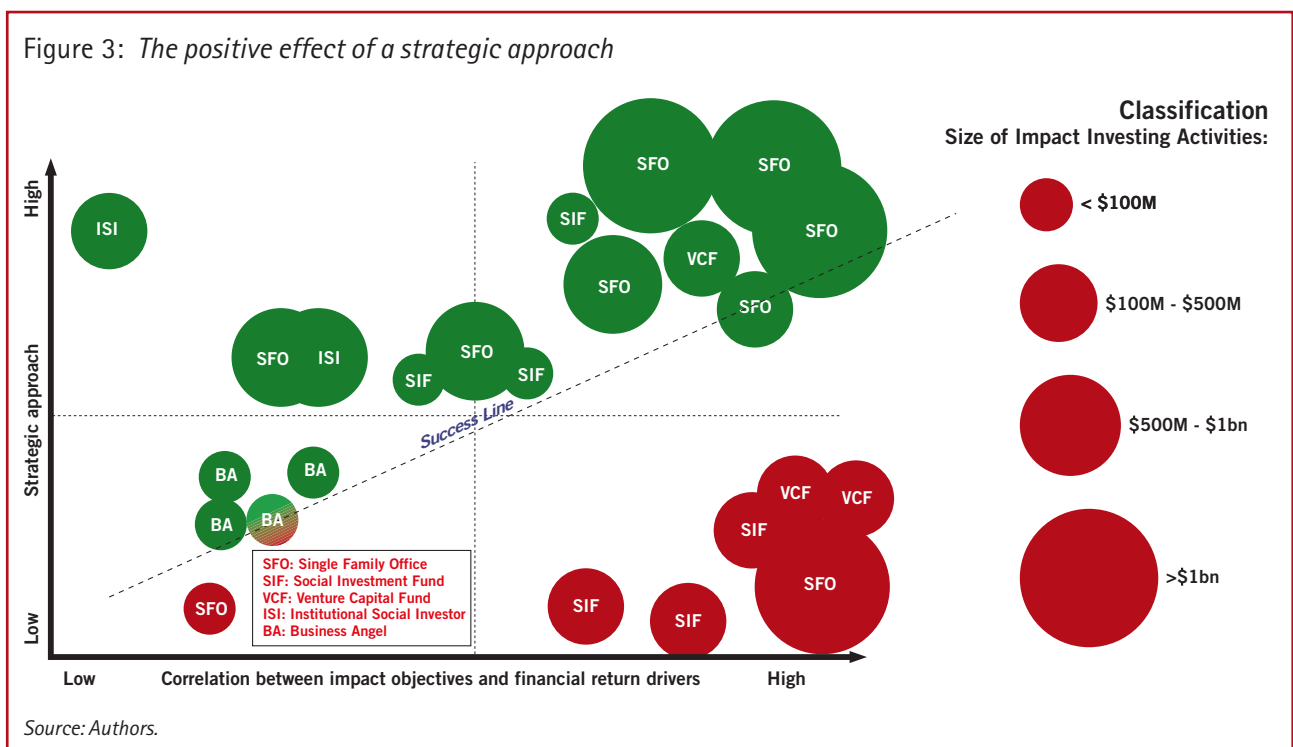 Figure 3: The positive effect of a strategic approach
Classification
Size of Impact Investing Activities:
< $100M
$100M - $500M
$500M - $1bn
>$1bn
High
Strategic approach
Low
ISI
SFO
SFO
SIF
SFO
VCF
SFO
SFO
SFO
ISI
SFO
SIF
SIF
Success Line
BA
BA
BA
BA
VCF
VCF
SIF
SFO
SFO
SIF
SIF
SFO: Single Family Office
SIF: Social Investment Fund
VCF: Venture Capital Fund
ISI: Institutional Social Investor
BA: Business Angel
Low
Correlation between impact objectives and financial return drivers
High
Source: Authors.